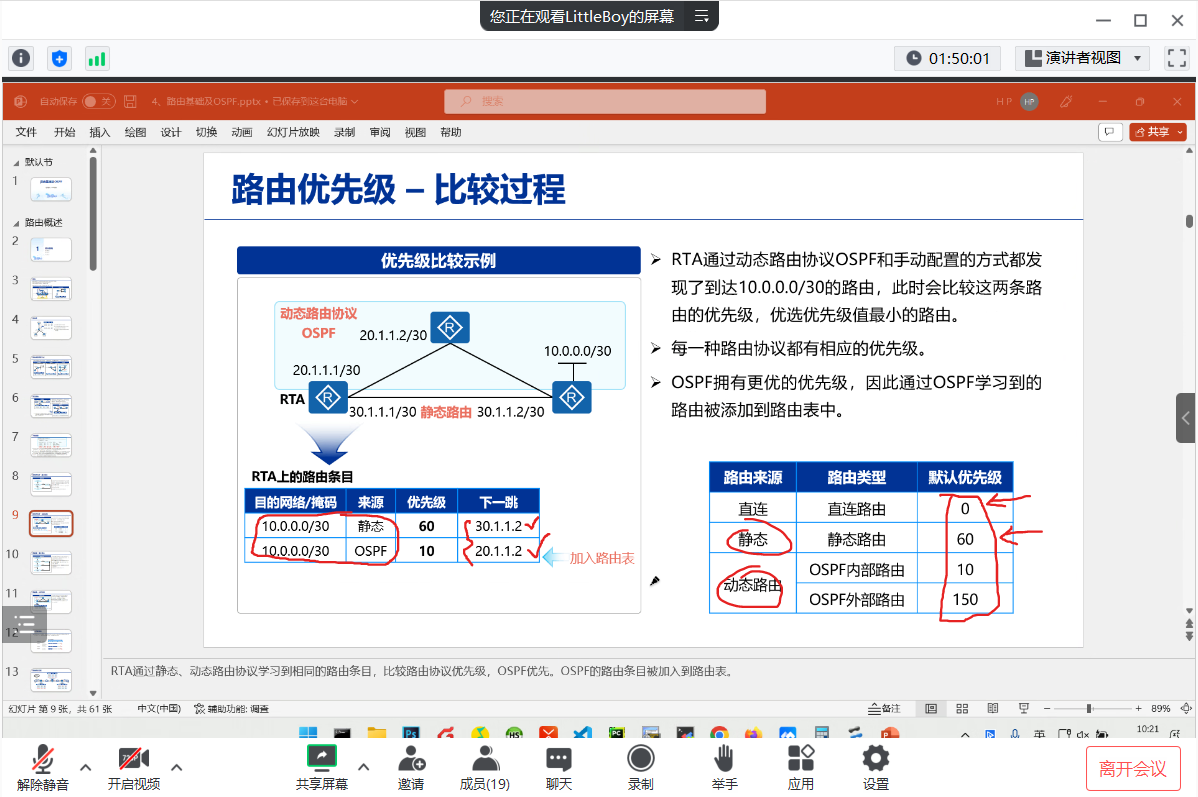 您正在观看LittleBoy的屏幕
01:50:01
演讲者视图
自动保存
关
4、路由基础及OSPF.pptx • 已保存到这台电脑
搜索
H P
HP
文件
开始
插入
绘图
设计
切换
动画
幻灯片放映
录制
审阅
视图
帮助
共享
默认节
1
路由概述
2
3
4
5
6
7
8
9
10
11
12
13
路由优先级 – 比较过程
优先级比较示例
动态路由协议
OSPF
20.1.1.2/30
10.0.0.0/30
20.1.1.1/30
RTA
30.1.1.1/30 静态路由 30.1.1.2/30
RTA上的路由条目
目的网络/掩码 来源 优先级 下一跳
10.0.0.0/30 静态 60 30.1.1.2
10.0.0.0/30 OSPF 10 20.1.1.2
加入路由表
RTA通过动态路由协议OSPF和手动配置的方式都发
现了到达10.0.0.0/30的路由，此时会比较这两条路
由的优先级，优选优先级值最小的路由。
每一种路由协议都有相应的优先级。
OSPF拥有更优的优先级，因此通过OSPF学习到的
路由被添加到路由表中。
路由来源 路由类型 默认优先级
直连 直连路由 0
静态 静态路由 60
动态路由 OSPF内部路由 10
OSPF外部路由 150
RTA通过静态、动态路由协议学习到相同的路由条目，比较路由协议优先级，OSPF优先。OSPF的路由条目被加入到路由表。
幻灯片 第 9 张，共 61 张
中文(中国)
辅助功能: 调查
备注
89%
英
10:21
解除静音
开启视频
共享屏幕
邀请
成员(19)
聊天
录制
举手
应用
设置
离开会议